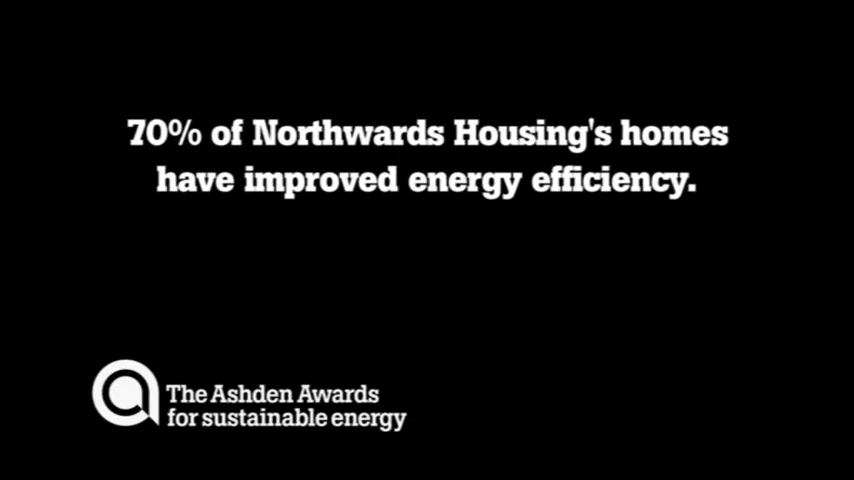 70% of Northwards Housing's homes
have improved energy efficiency.
The Ashden Awards
for sustainable energy